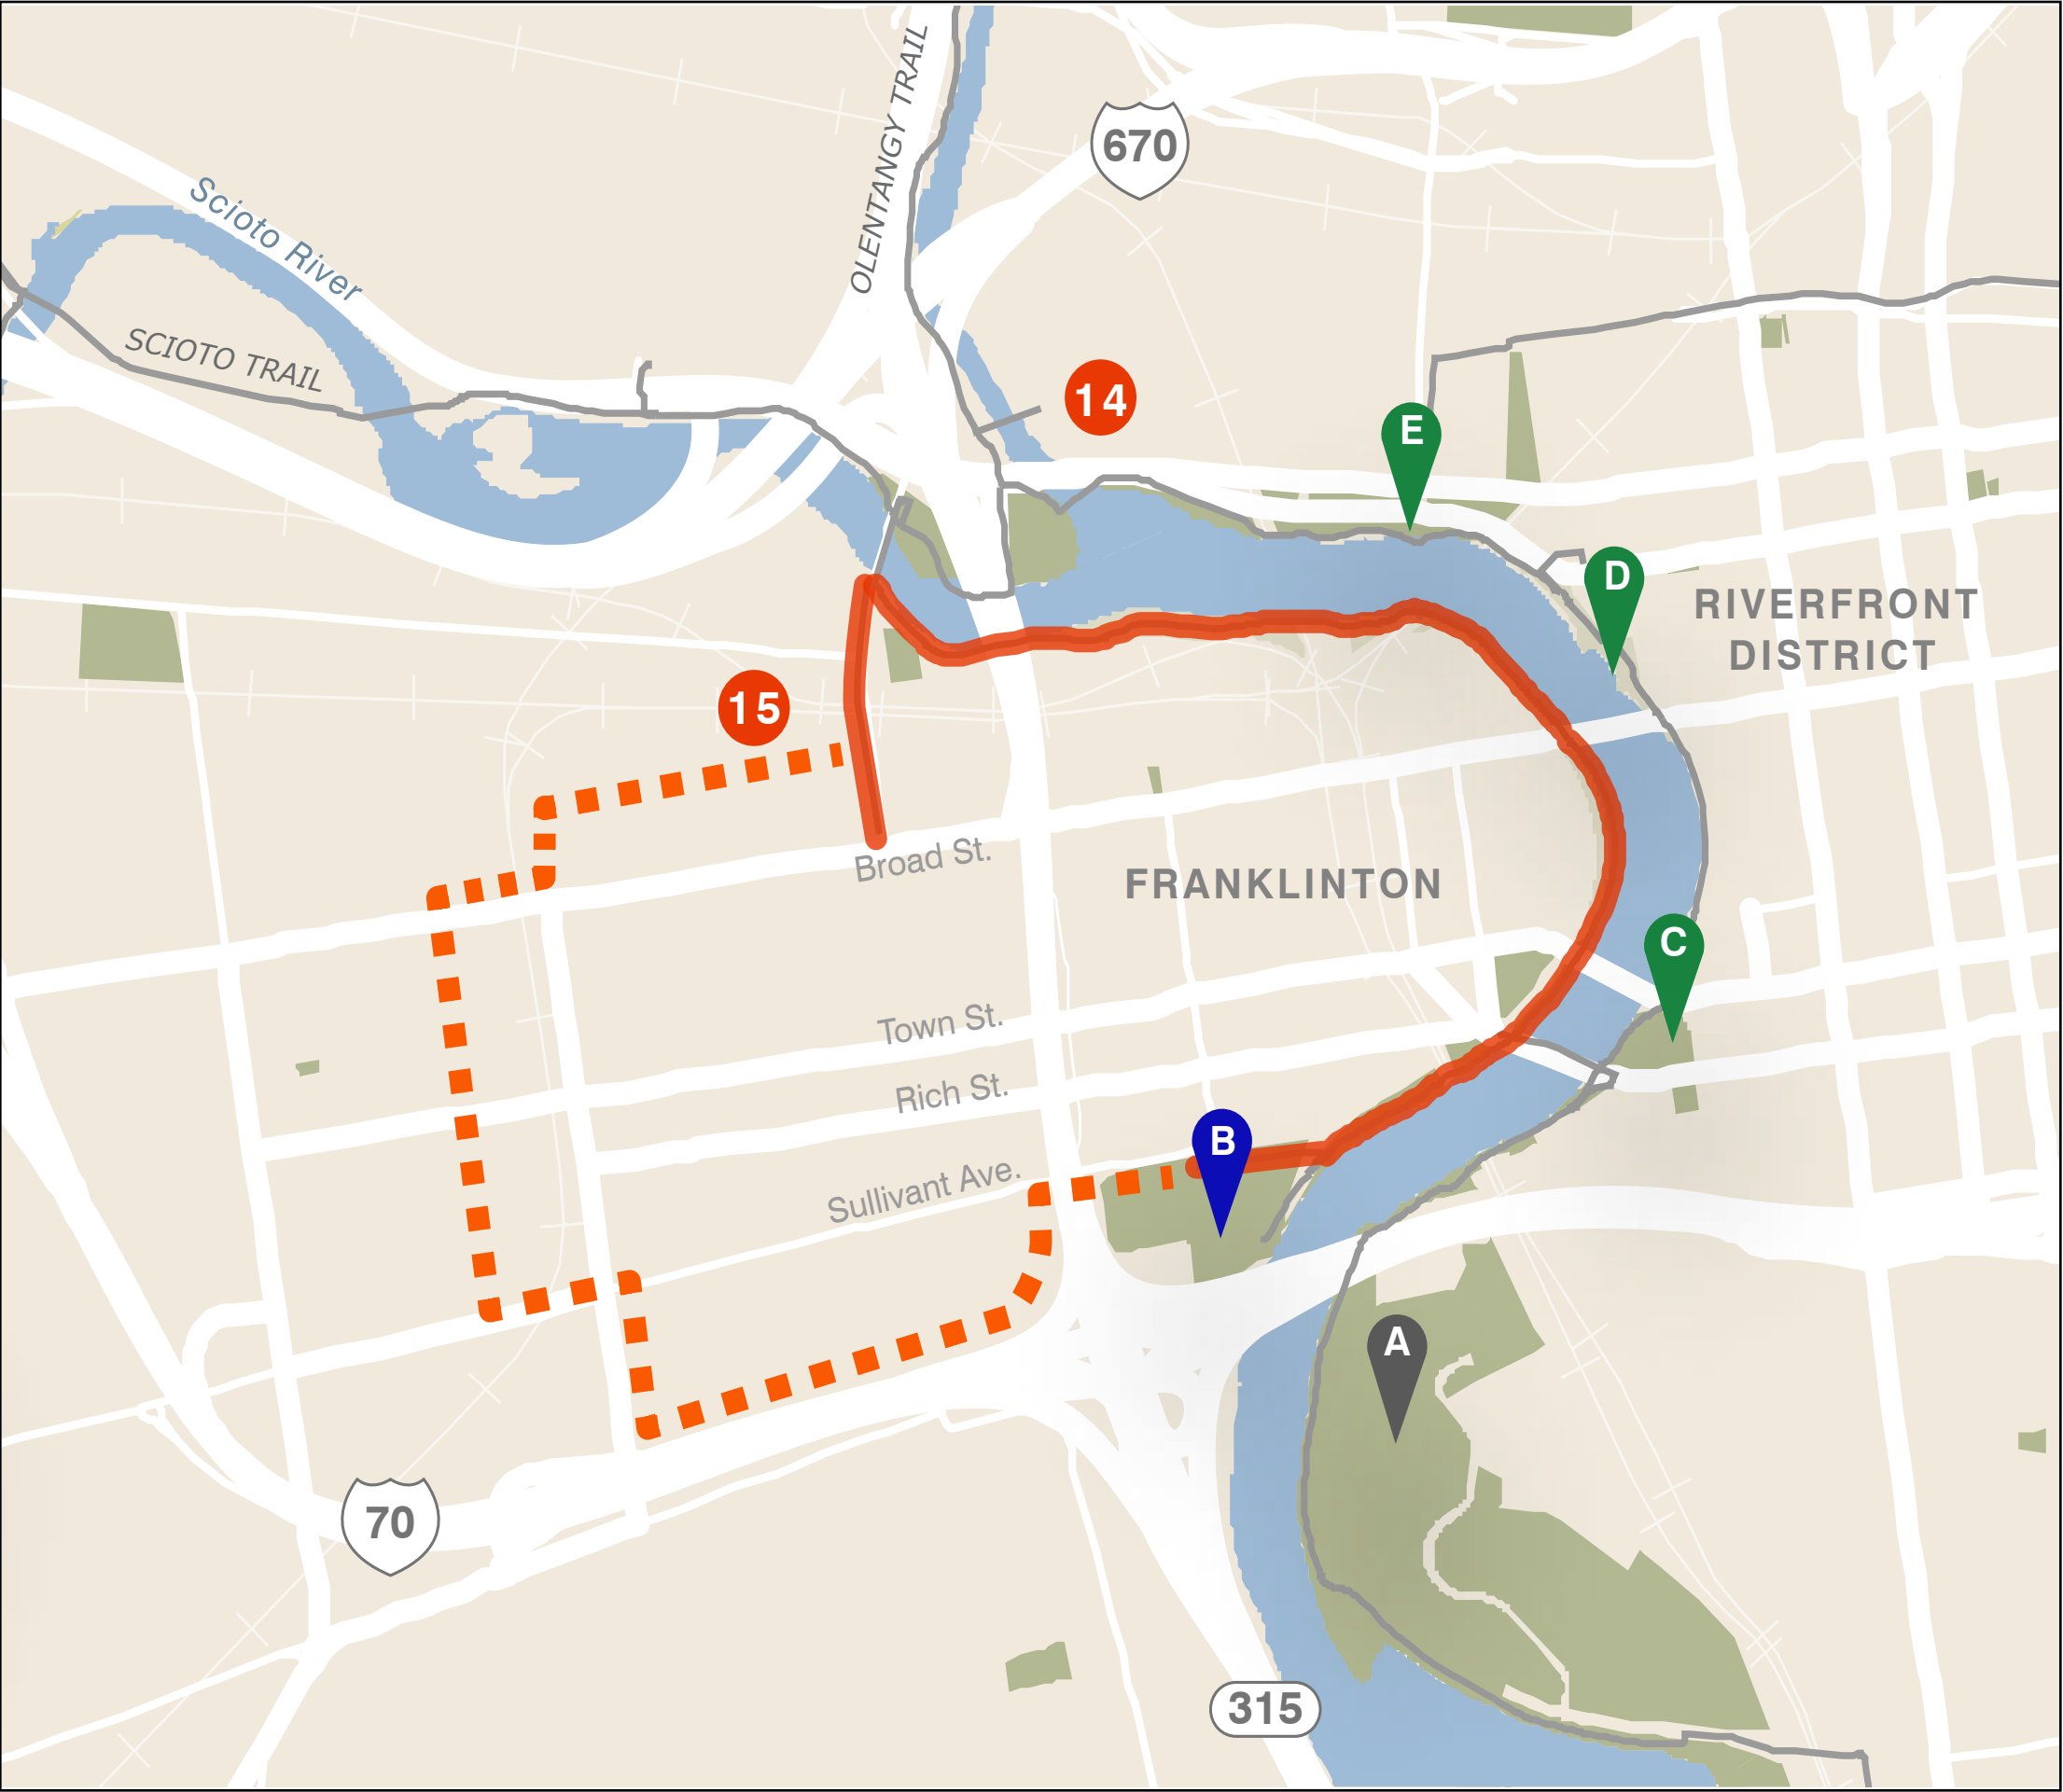 OLENTANGY TRAIL
670
Scioto River
SCIOTO TRAIL
14
E
D
RIVERFRONT
DISTRICT
15
Broad St.
FRANKLINTON
C
Town St.
Rich St.
B
Sullivant Ave.
A
70
315